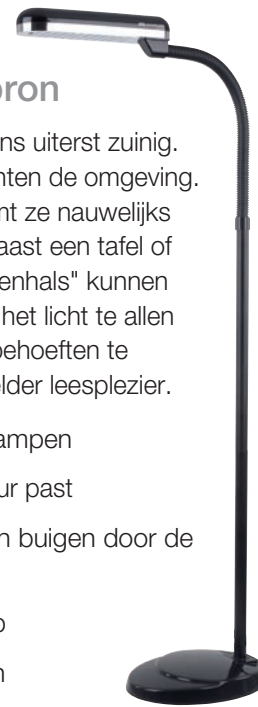 ron
ns uiterst zuinig.
nten de omgeving.
nt ze nauwelijks
aast een tafel of
enhals" kunnen
het licht te allen
behoeften te
elder leesplezier.
ampen
ur past
n buigen door de